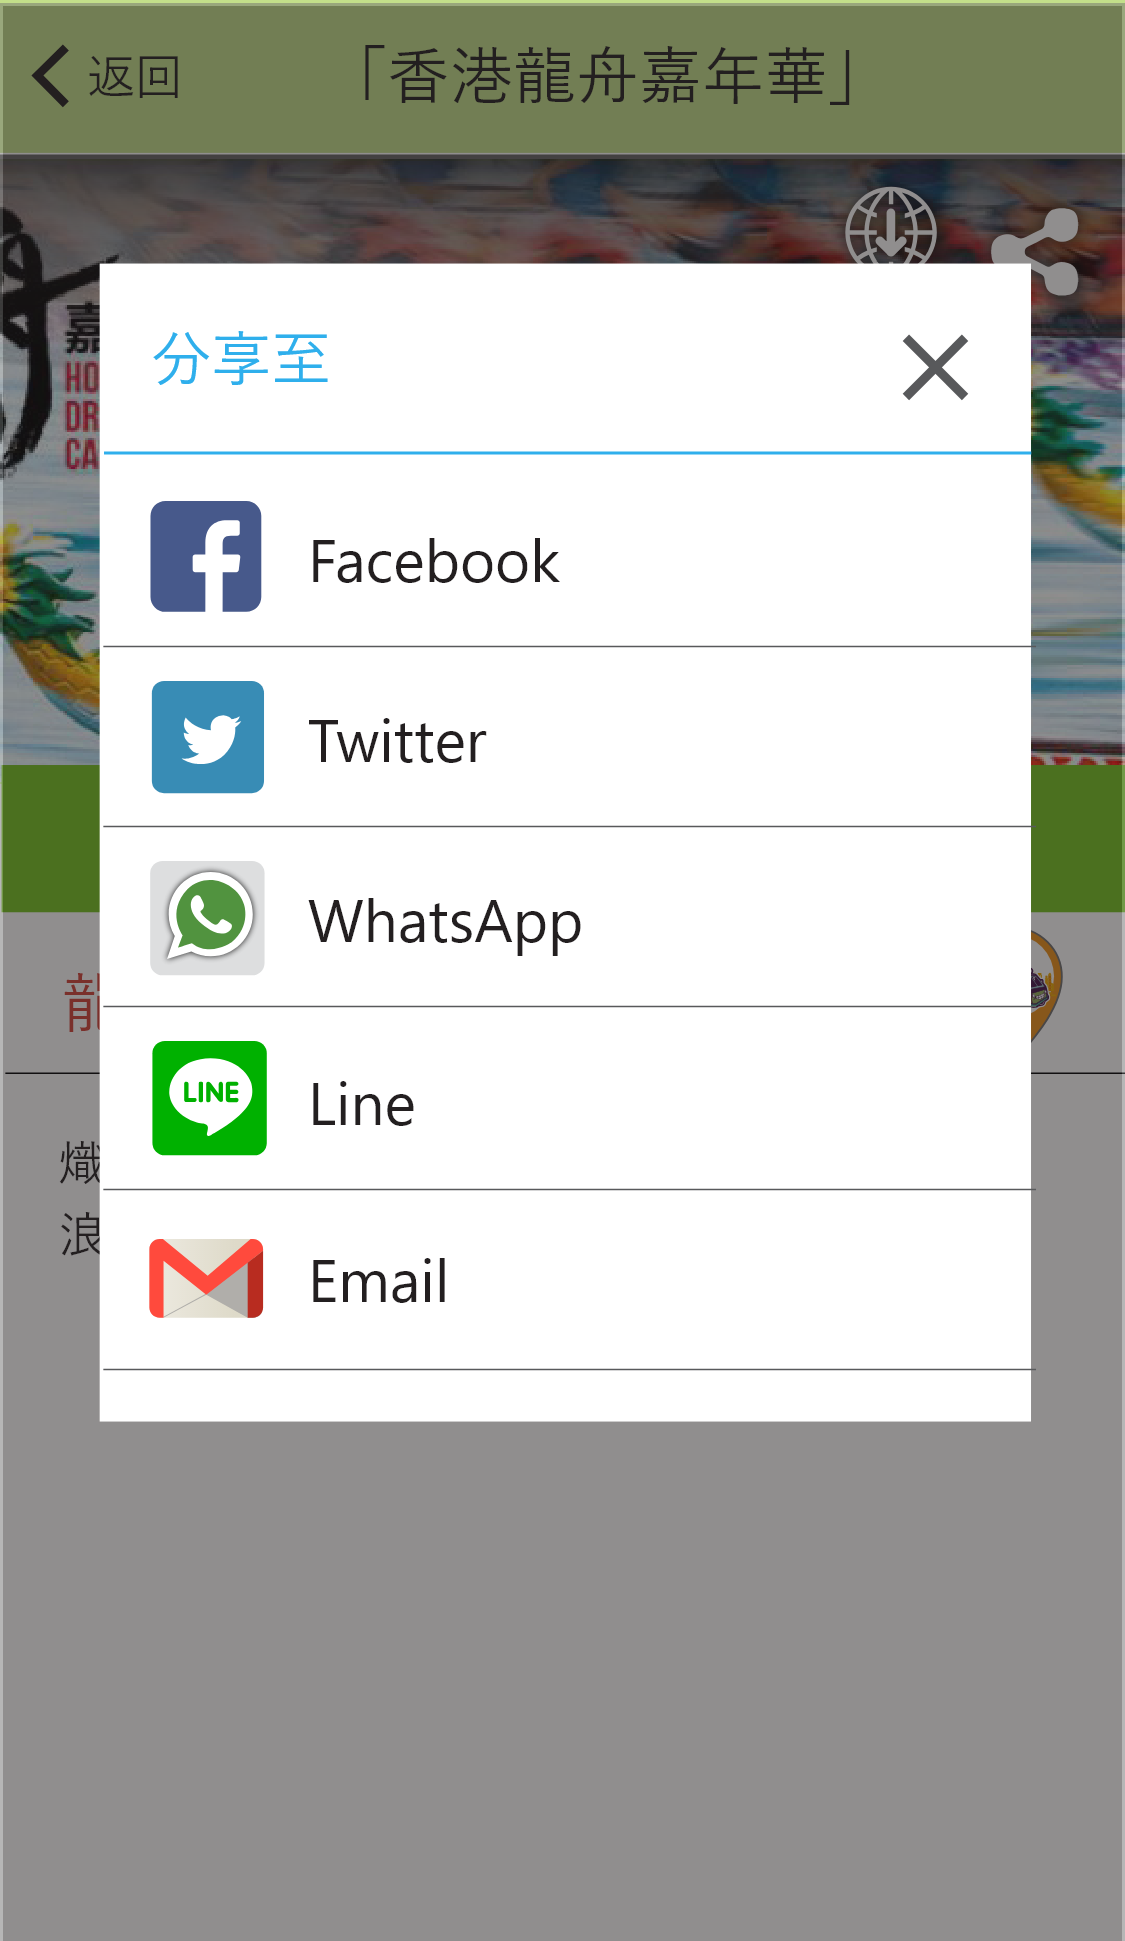 返回
「香港龍舟嘉年華」
嘉
HO
DR
CA
分享至
Facebook
Twitter
WhatsApp
LINE
Line
Email
龍
熾
浪